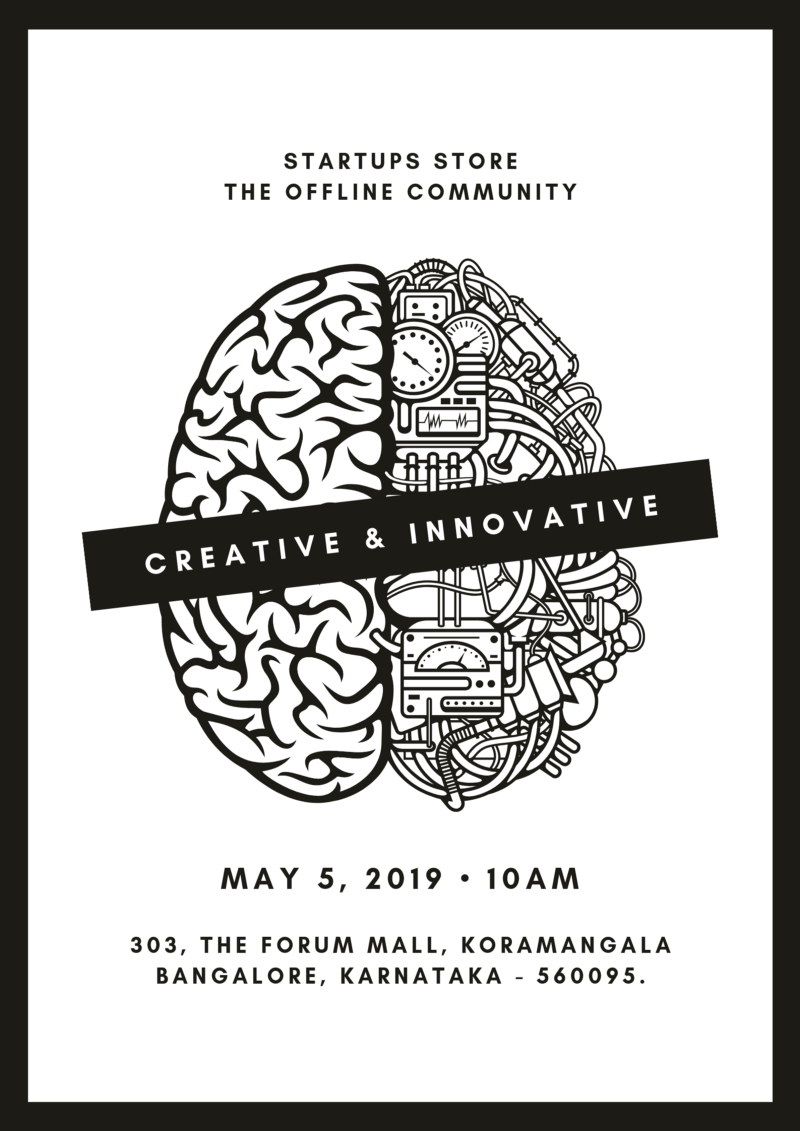 STARTUPS STORE
THE OFFLINE COMMUNITY
CREATIVE & INNOVATIVE
MAY 5, 2019 • 10AM
303, THE FORUM MALL, KORAMANGALA
BANGALORE, KARNATAKA - 560095.